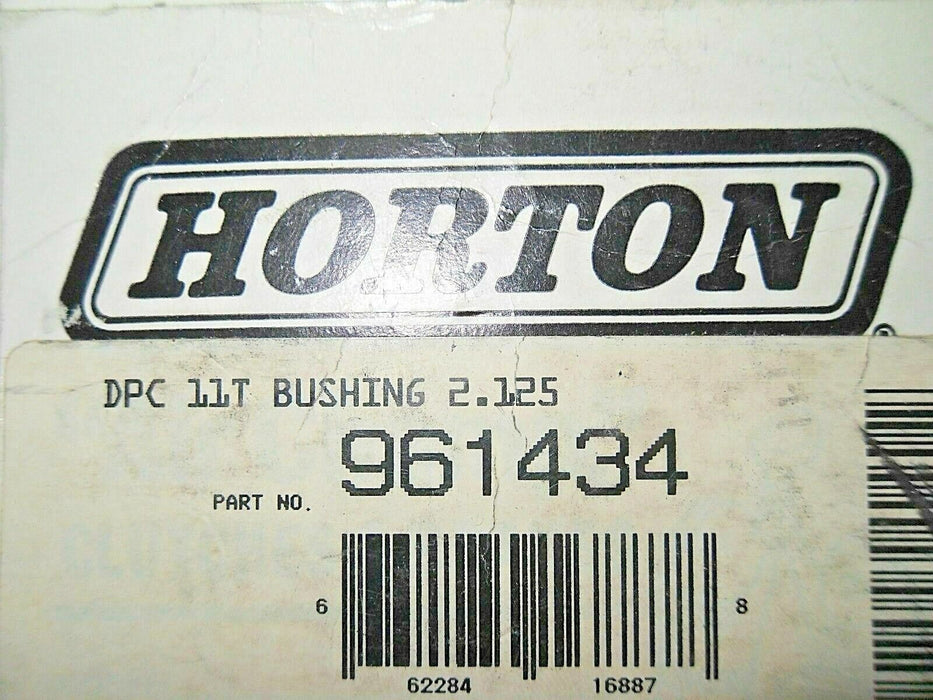 HORTON
®
DPC 11T BUSHING 2.125
961434
PART NO.
6 62284 16887 8